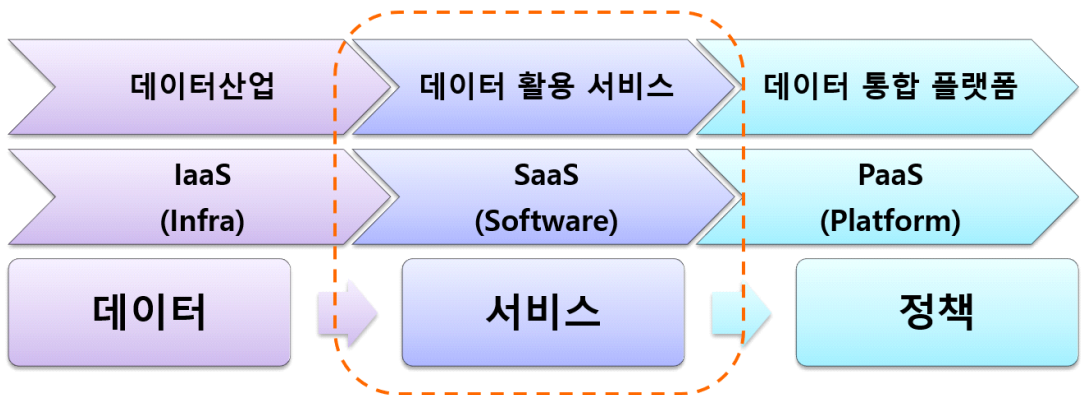 데이터산업
데이터 활용 서비스
데이터 통합 플랫폼
IaaS
(Infra)
SaaS
(Software)
PaaS
(Platform)
데이터
서비스
정책